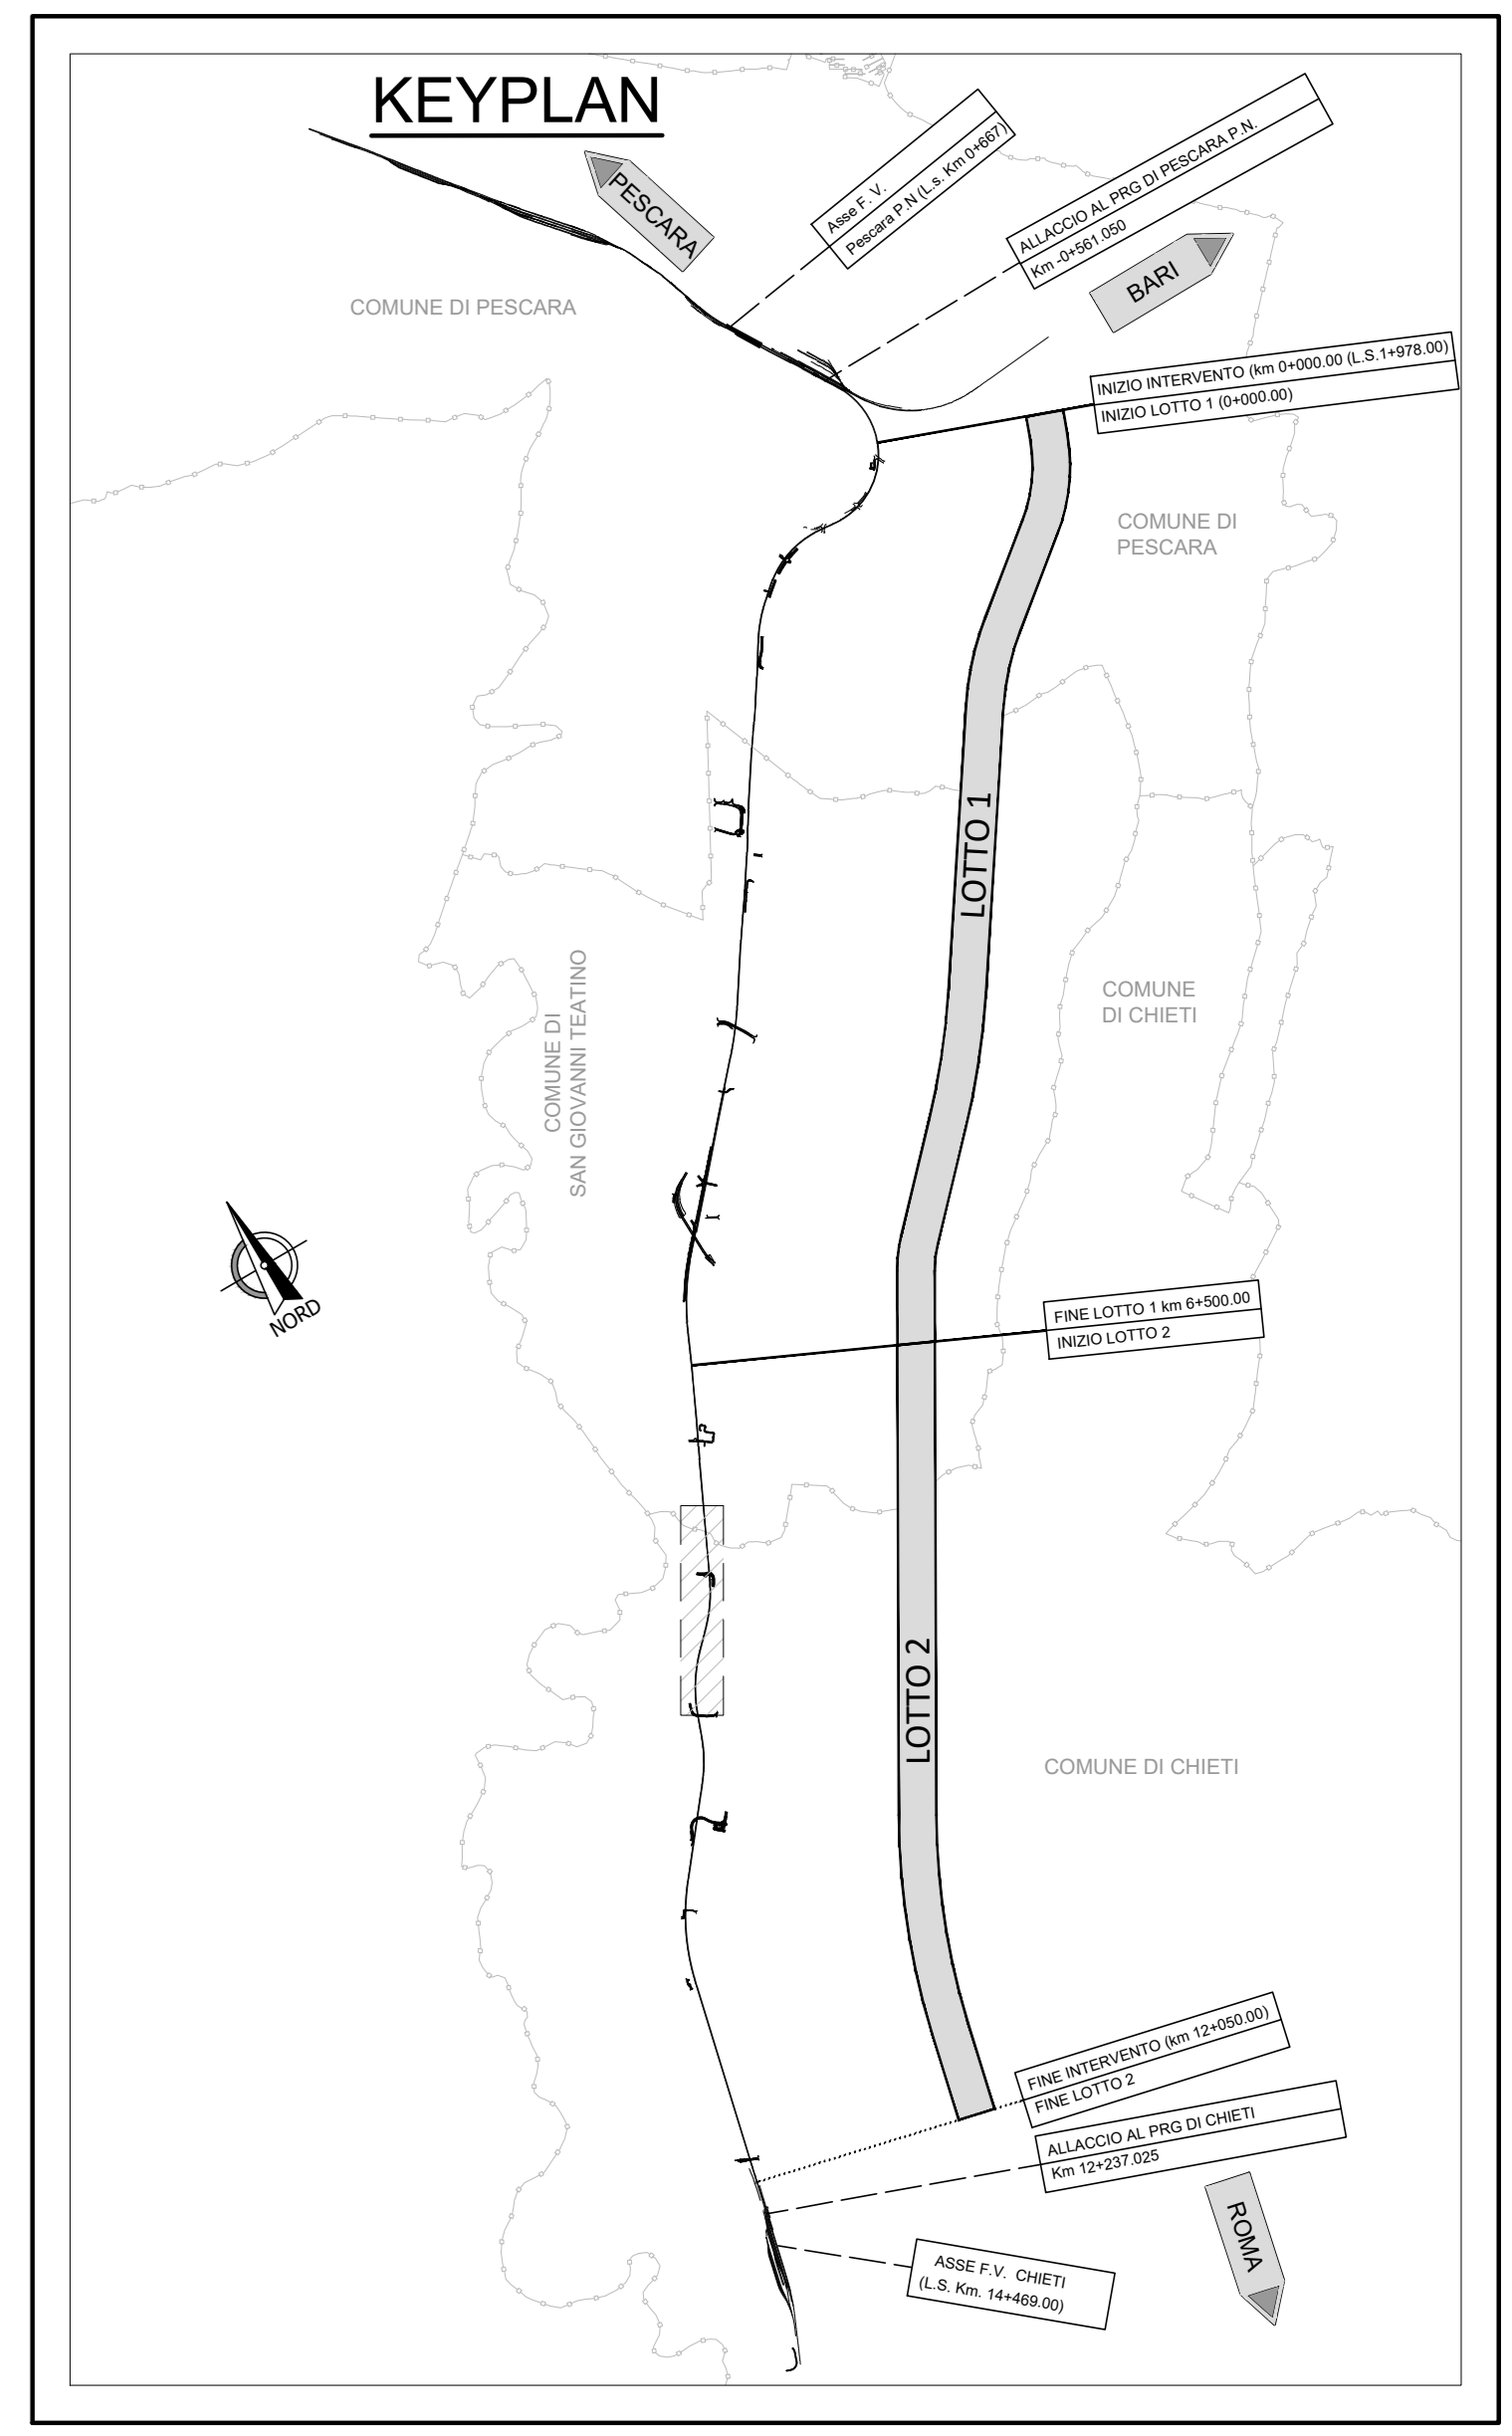 KEYPLAN
PESCARA
Asse F. V.
Pescara P.N (L.s. Km 0+667)
ALLACCIO AL PRG DI PESCARA P.N.
Km -0+561.050
BARI
COMUNE DI PESCARA
INIZIO INTERVENTO (km 0+000.00 (L.S.1+978.00)
INIZIO LOTTO 1 (0+000.00)
COMUNE DI
PESCARA
LOTTO 1
COMUNE
DI CHIETI
COMUNE DI
SAN GIOVANNI TEATINO
NORD
FINE LOTTO 1 km 6+500.00
INIZIO LOTTO 2
LOTTO 2
COMUNE DI CHIETI
FINE INTERVENTO (km 12+050.00)
FINE LOTTO 2
ALLACCIO AL PRG DI CHIETI
Km 12+237.025
ROMA
ASSE F.V. CHIETI
(L.S. Km. 14+469.00)